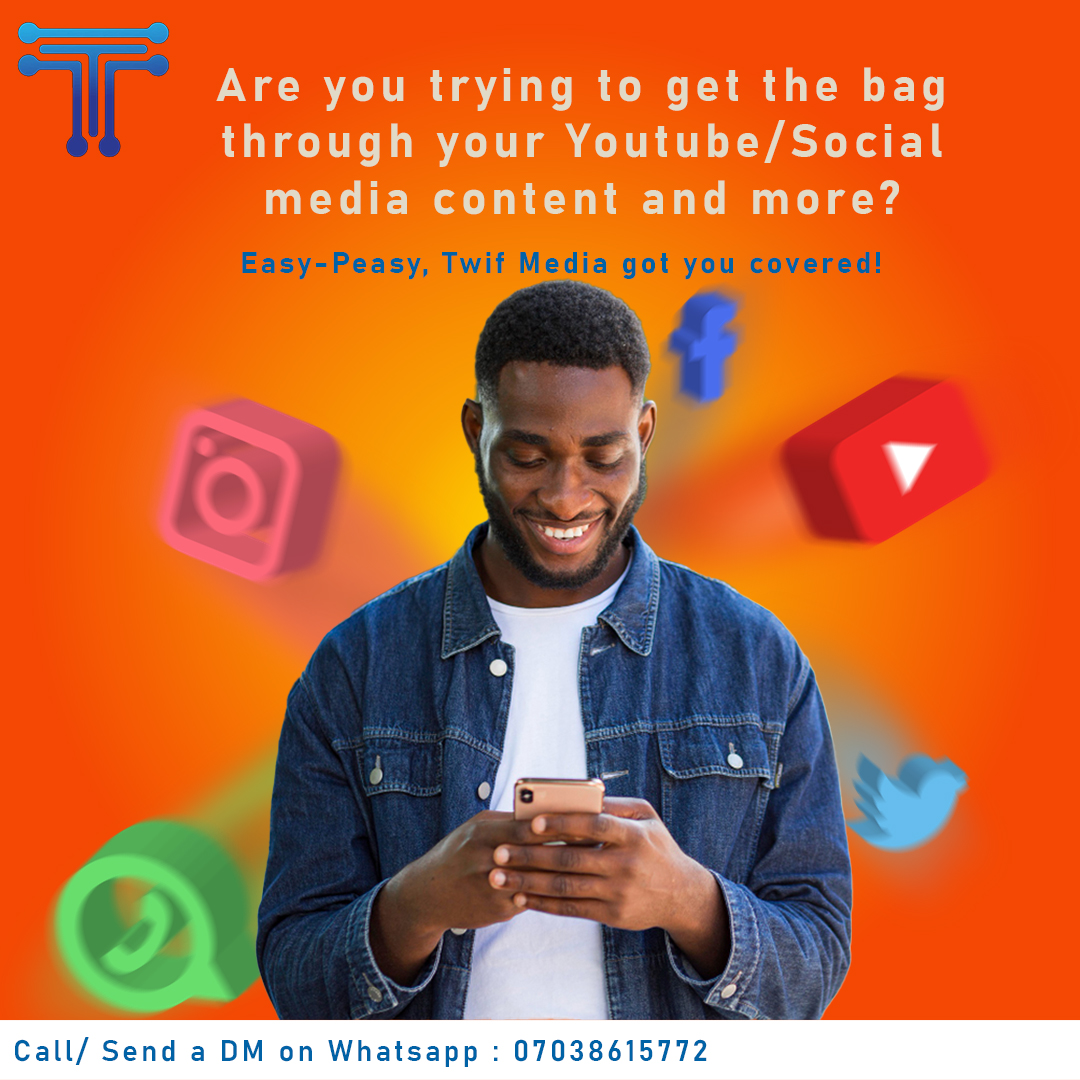 Are you trying to get the bag
through your Youtube/Social
media content and more?
Easy-Peasy, Twif Media got you covered!
Call/ Send a DM on Whatsapp : 07038615772